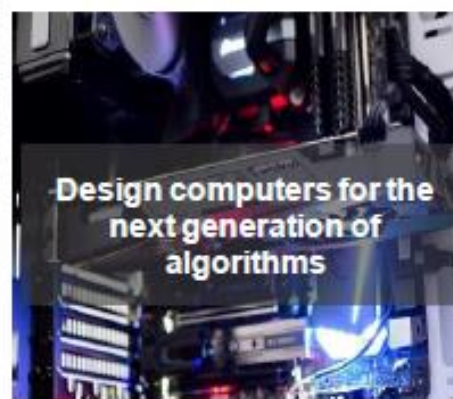 Design computers for the
next generation of
algorithms